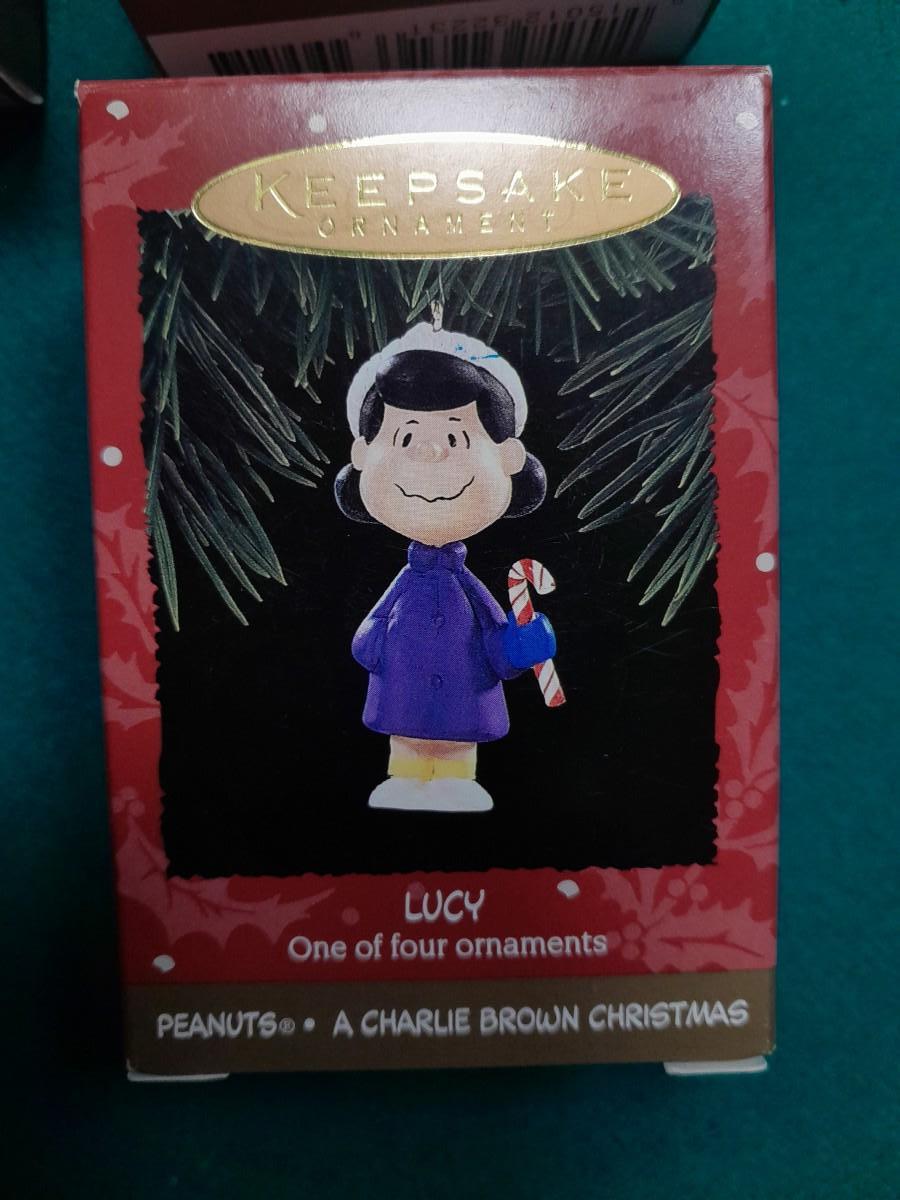 KEEPSAKE
ORNAMENT
LUCY
One of four ornaments
PEANUTS® • A CHARLIE BROWN CHRISTMAS